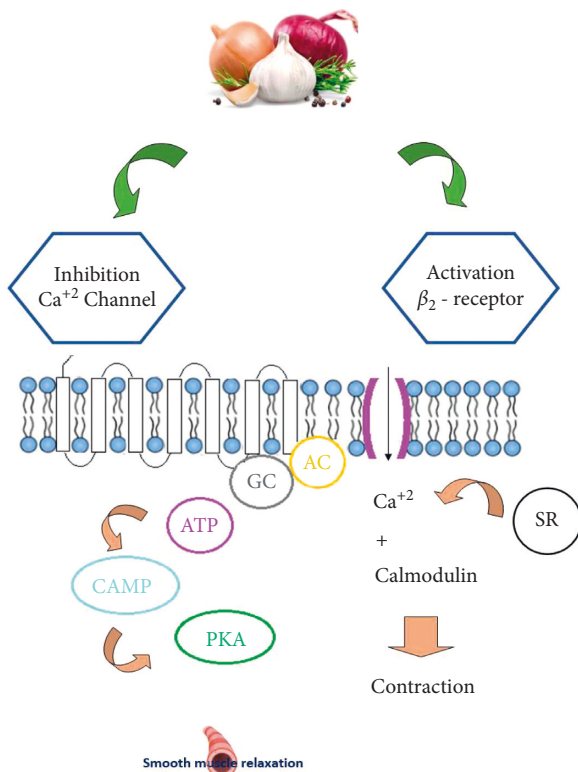 Inhibition
Ca+2 Channel
Activation
β2 - receptor
GC
AC
ATP
CAMP
PKA
Ca+2
+
Calmodulin
SR
Contraction
Smooth muscle relaxation